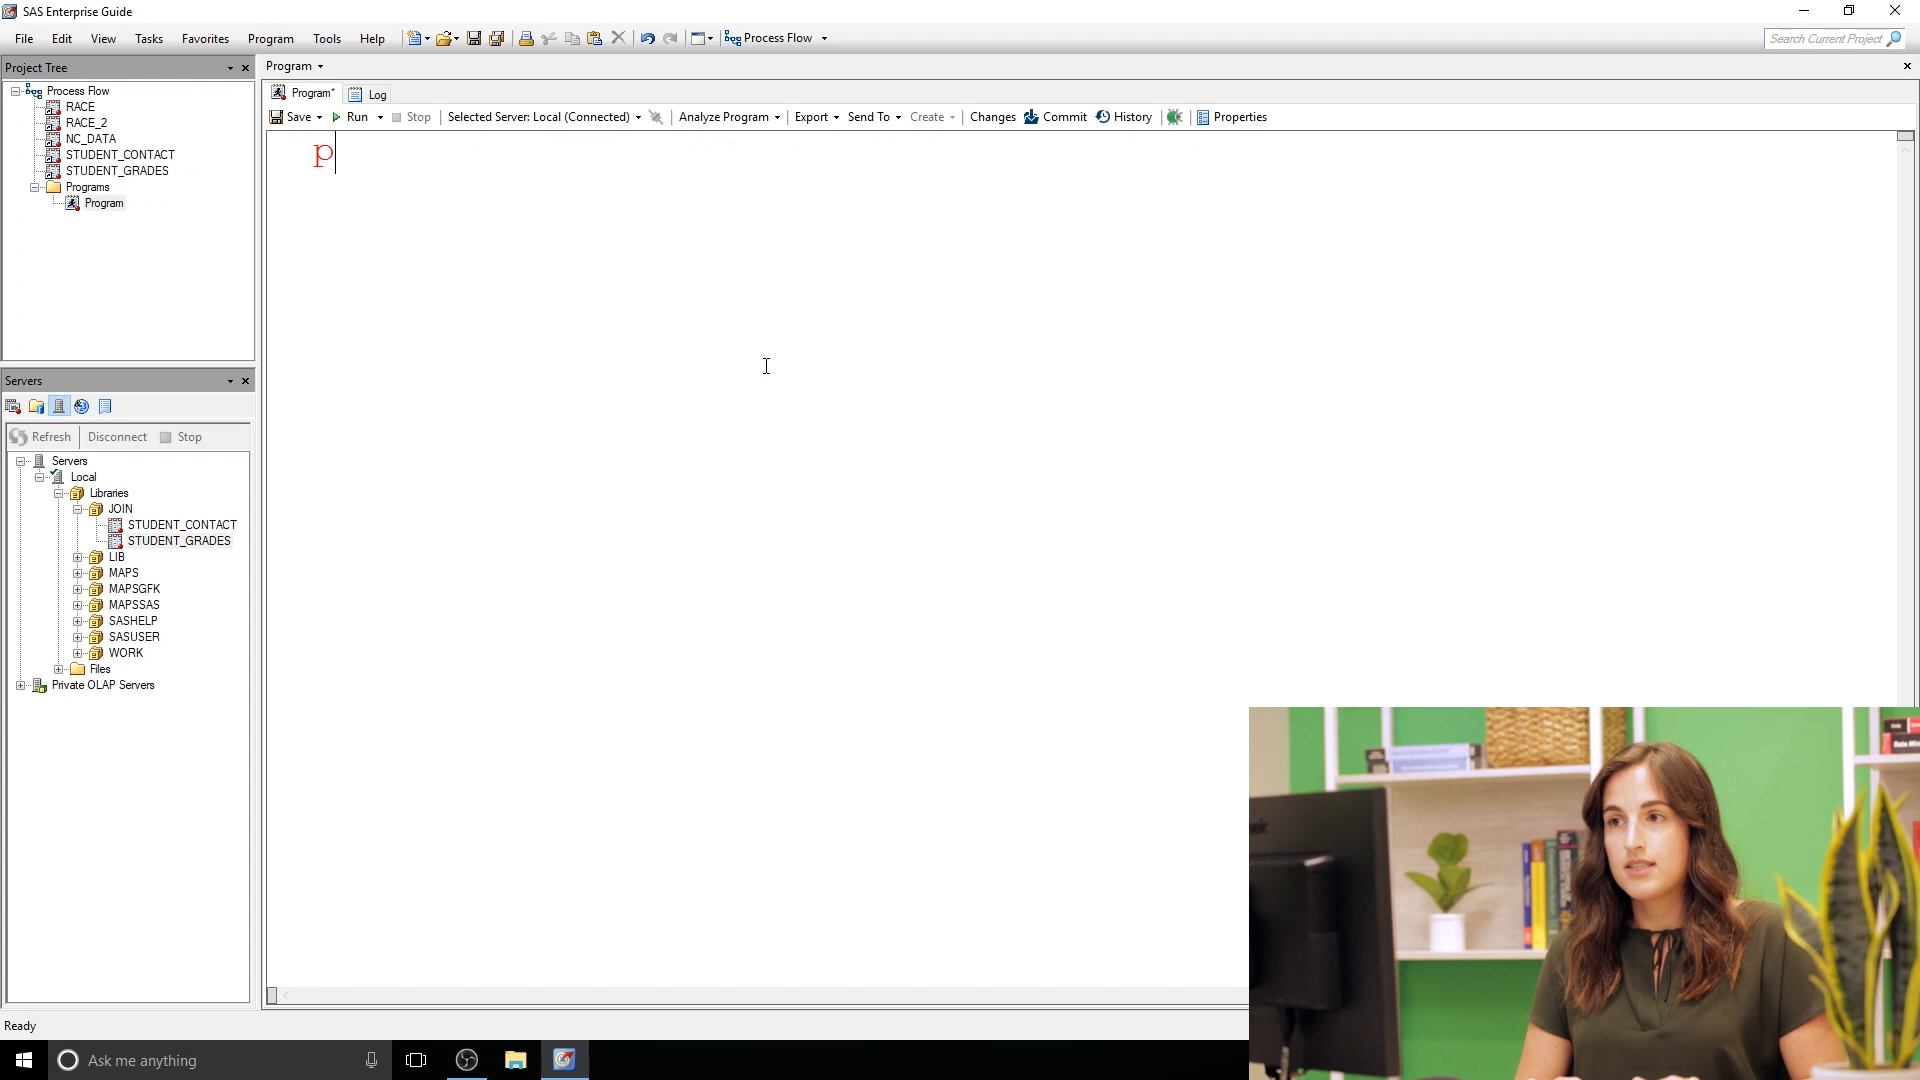 SAS Enterprise Guide
File Edit View Tasks Favorites Program Tools Help Process Flow Search Current Project
Project Tree
Process Flow
RACE
RACE_2
NC_DATA
STUDENT_CONTACT
STUDENT_GRADES
Programs
Program
Program
Program* Log
Save Run Stop Selected Server: Local (Connected) Analyze Program Export Send To Create Changes Commit History Properties
p
Servers
Refresh Disconnect Stop
Servers
Local
Libraries
JOIN
STUDENT_CONTACT
STUDENT_GRADES
LIB
MAPS
MAPSGFK
MAPSSAS
SASHELP
SASUSER
WORK
Files
Private OLAP Servers
Ready
Ask me anything